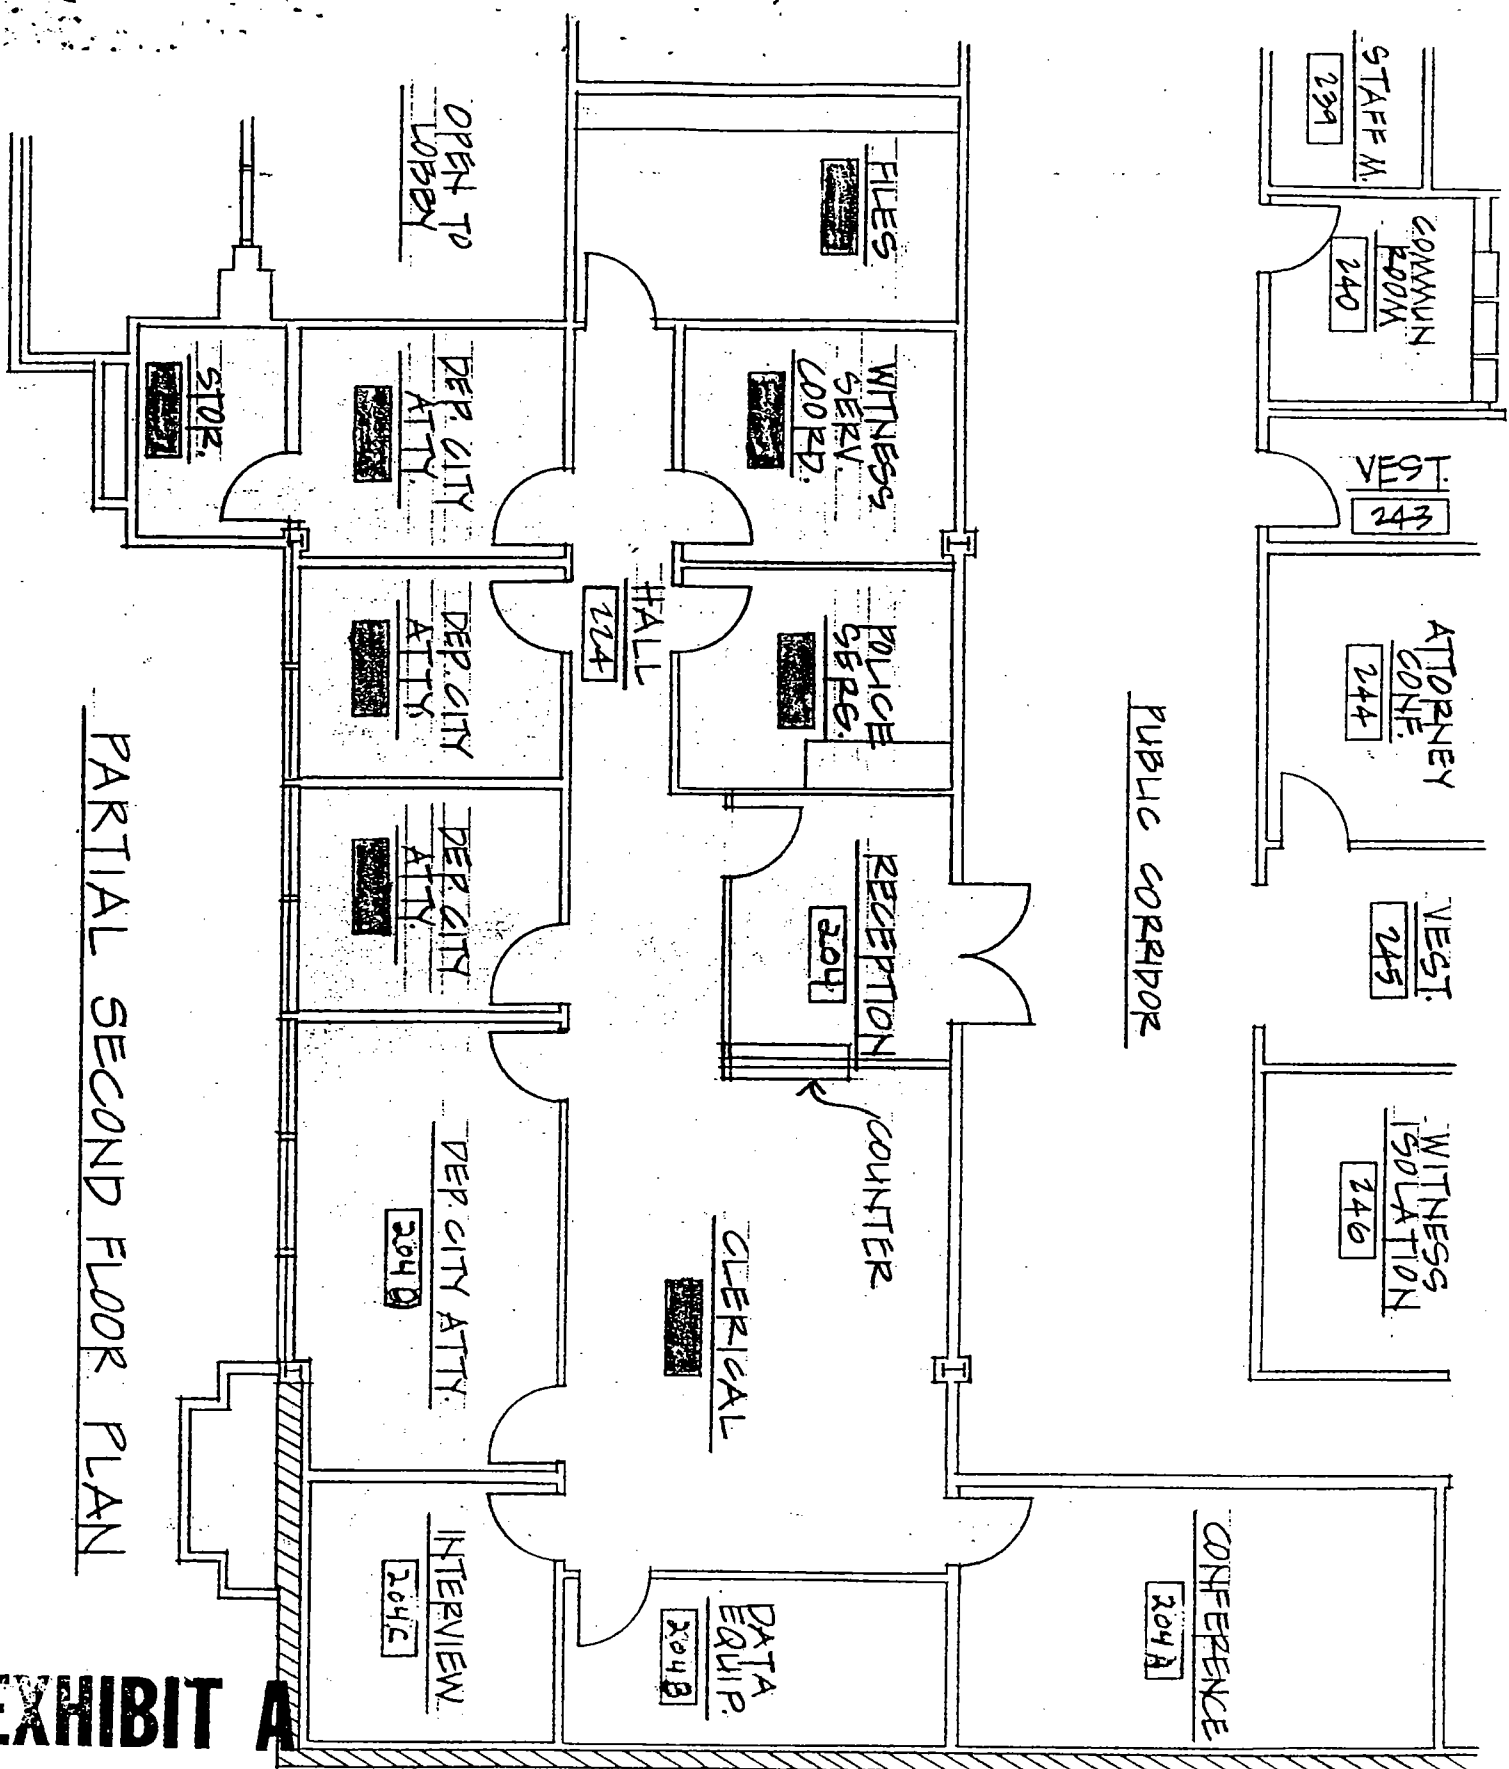 STAFF M.
239
COMMUN.
ROOM
240
VEST.
243
ATTORNEY
CONF.
244
VEST.
245
WITNESS
ISOLATION
246
PUBLIC CORRIDOR
FILES
WITNESS
SERV.
COORD.
POLICE
SERG.
RECEPTION
204
COUNTER
CLERICAL
CONFERENCE
204A
DATA
EQUIP.
204B
HALL
224
OPEN TO
LOBBY
STOR.
DEP. CITY
ATTY.
DEP. CITY
ATTY.
DEP. CITY
ATTY.
DEP. CITY ATTY.
204D
INTERVIEW
204C
PARTIAL SECOND FLOOR PLAN
EXHIBIT A